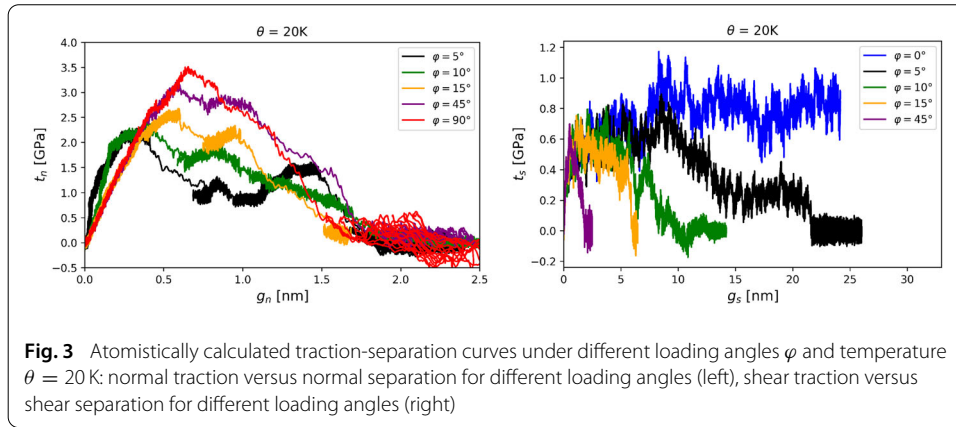 θ = 20K
4.0
3.5
3.0
2.5
2.0
1.5
1.0
0.5
0.0
−0.5
tₙ [GPa]
0.0 0.5 1.0 1.5 2.0 2.5
gₙ [nm]
φ = 5°
φ = 10°
φ = 15°
φ = 45°
φ = 90°
θ = 20K
1.2
1.0
0.8
0.6
0.4
0.2
0.0
−0.2
tₛ [GPa]
0 5 10 15 20 25 30
gₛ [nm]
φ = 0°
φ = 5°
φ = 10°
φ = 15°
φ = 45°
Fig. 3 Atomistically calculated traction-separation curves under different loading angles φ and temperature
θ = 20 K: normal traction versus normal separation for different loading angles (left), shear traction versus
shear separation for different loading angles (right)